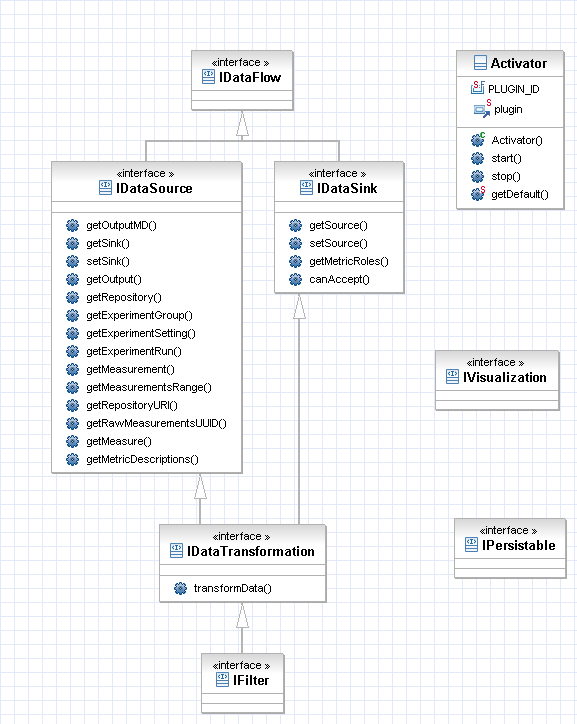 «interface »
IDataFlow
Activator
PLUGIN_ID
plugin
Activator()
start()
stop()
getDefault()
«interface »
IDataSource
getOutputMD()
getSink()
setSink()
getOutput()
getRepository()
getExperimentGroup()
getExperimentSetting()
getExperimentRun()
getMeasurement()
getMeasurementsRange()
getRepositoryURI()
getRawMeasurementsUUID()
getMeasure()
getMetricDescriptions()
«interface »
IDataSink
getSource()
setSource()
getMetricRoles()
canAccept()
«interface »
IVisualization
«interface »
IDataTransformation
transformData()
«interface »
IPersistable
«interface »
IFilter